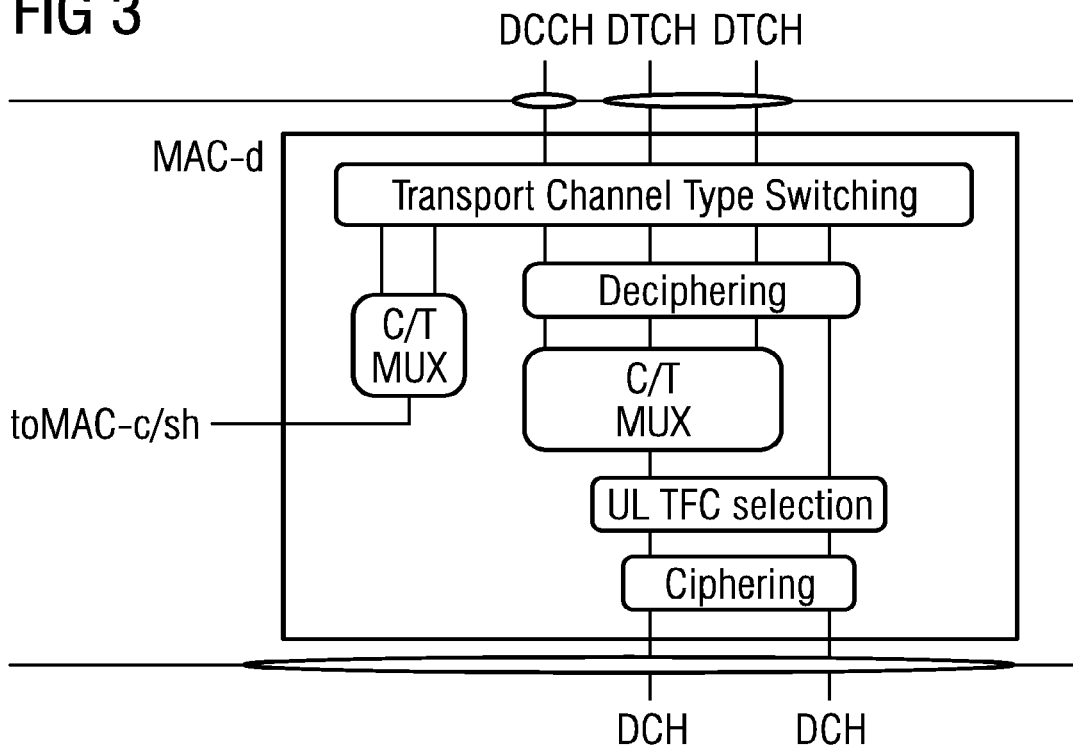 FIG 3
DCCH DTCH DTCH
MAC-d
Transport Channel Type Switching
Deciphering
C/T
MUX
C/T
MUX
toMAC-c/sh
UL TFC selection
Ciphering
DCH DCH